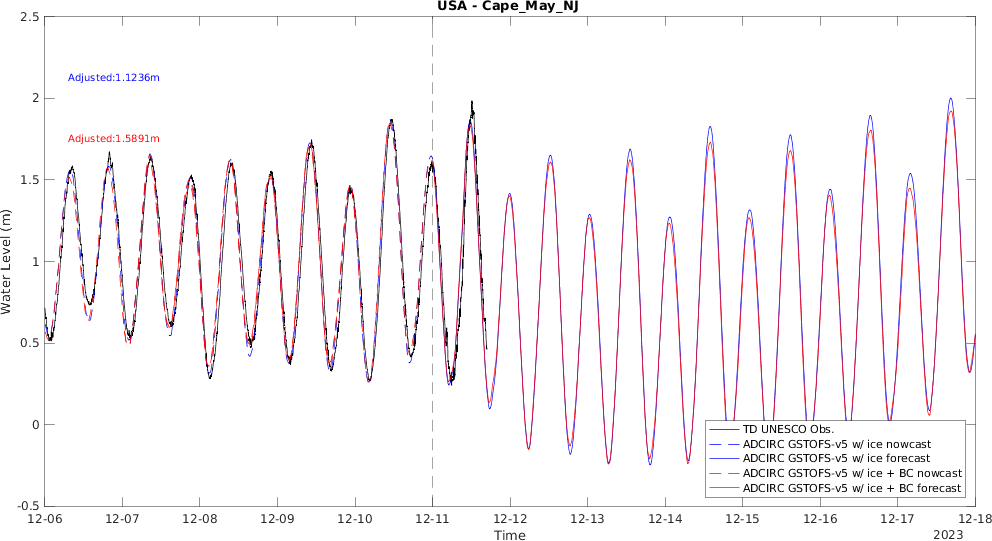 USA - Cape_May_NJ
2.5
2
1.5
1
0.5
0
-0.5
Water Level (m)
Adjusted:1.1236m
Adjusted:1.5891m
TD UNESCO Obs.
ADCIRC GSTOFS-v5 w/ ice nowcast
ADCIRC GSTOFS-v5 w/ ice forecast
ADCIRC GSTOFS-v5 w/ ice + BC nowcast
ADCIRC GSTOFS-v5 w/ ice + BC forecast
12-06 12-07 12-08 12-09 12-10 12-11 12-12 12-13 12-14 12-15 12-16 12-17 12-18
Time
2023